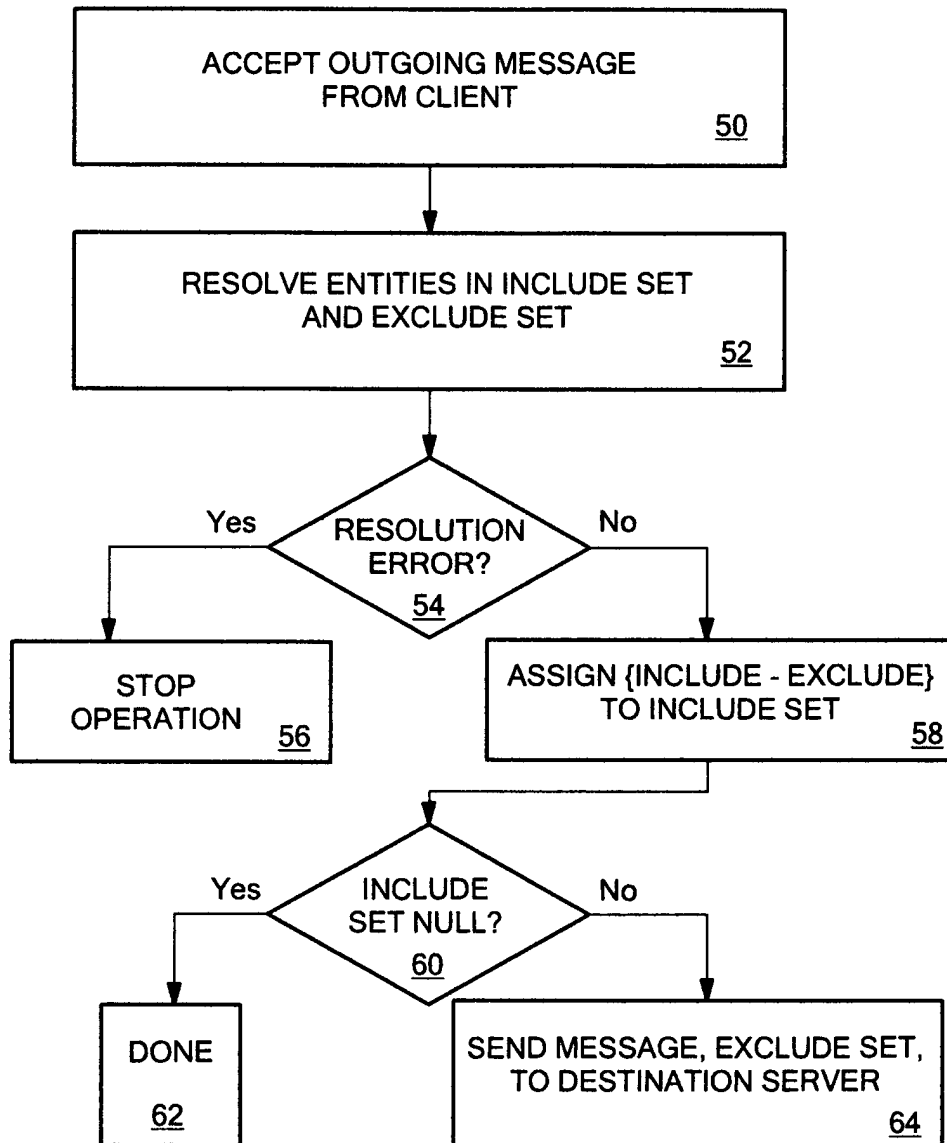 ACCEPT OUTGOING MESSAGE
FROM CLIENT
50
RESOLVE ENTITIES IN INCLUDE SET
AND EXCLUDE SET
52
Yes
RESOLUTION
ERROR?
54
No
STOP
OPERATION
56
ASSIGN {INCLUDE - EXCLUDE}
TO INCLUDE SET
58
Yes
INCLUDE
SET NULL?
60
No
DONE
62
SEND MESSAGE, EXCLUDE SET,
TO DESTINATION SERVER
64